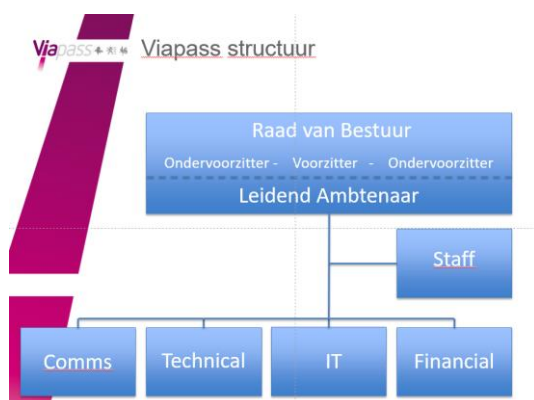 Viapass
Viapass structuur
Raad van Bestuur
Ondervoorzitter - Voorzitter - Ondervoorzitter
Leidend Ambtenaar
Staff
Comms
Technical
IT
Financial